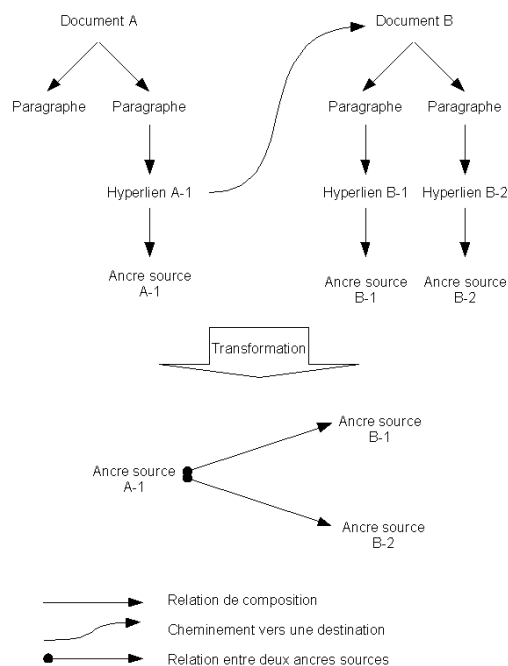 Document A
Document B
Paragraphe
Paragraphe
Paragraphe
Paragraphe
Hyperlien A-1
Hyperlien B-1
Hyperlien B-2
Ancre source
A-1
Ancre source
B-1
Ancre source
B-2
Transformation
Ancre source
B-1
Ancre source
A-1
Ancre source
B-2
Relation de composition
Cheminement vers une destination
Relation entre deux ancres sources